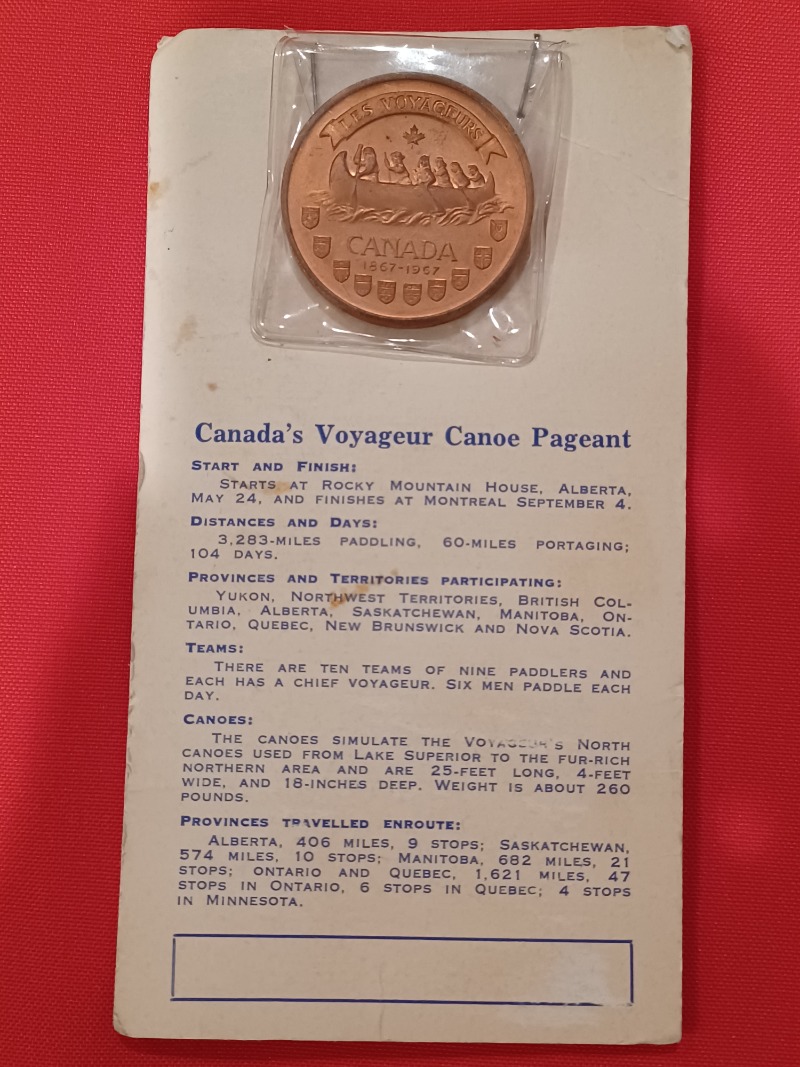 LES VOYAGEURS
CANADA
1867-1967
Canada's Voyageur Canoe Pageant
START AND FINISH:
STARTS AT ROCKY MOUNTAIN HOUSE, ALBERTA,
MAY 24, AND FINISHES AT MONTREAL SEPTEMBER 4.
DISTANCES AND DAYS:
3,283-MILES PADDLING, 60-MILES PORTAGING;
104 DAYS.
PROVINCES AND TERRITORIES PARTICIPATING:
YUKON, NORTHWEST TERRITORIES, BRITISH COL-
UMBIA, ALBERTA, SASKATCHEWAN, MANITOBA, ON-
TARIO, QUEBEC, NEW BRUNSWICK AND NOVA SCOTIA.
TEAMS:
THERE ARE TEN TEAMS OF NINE PADDLERS AND
EACH HAS A CHIEF VOYAGEUR. SIX MEN PADDLE EACH
DAY.
CANOES:
THE CANOES SIMULATE THE VOYAGEUR'S NORTH
CANOES USED FROM LAKE SUPERIOR TO THE FUR-RICH
NORTHERN AREA AND ARE 25-FEET LONG, 4-FEET
WIDE, AND 18-INCHES DEEP. WEIGHT IS ABOUT 260
POUNDS.
PROVINCES TRAVELLED ENROUTE:
ALBERTA, 406 MILES, 9 STOPS; SASKATCHEWAN,
574 MILES, 10 STOPS; MANITOBA, 682 MILES, 21
STOPS; ONTARIO AND QUEBEC, 1,621 MILES, 47
STOPS IN ONTARIO, 6 STOPS IN QUEBEC; 4 STOPS
IN MINNESOTA.